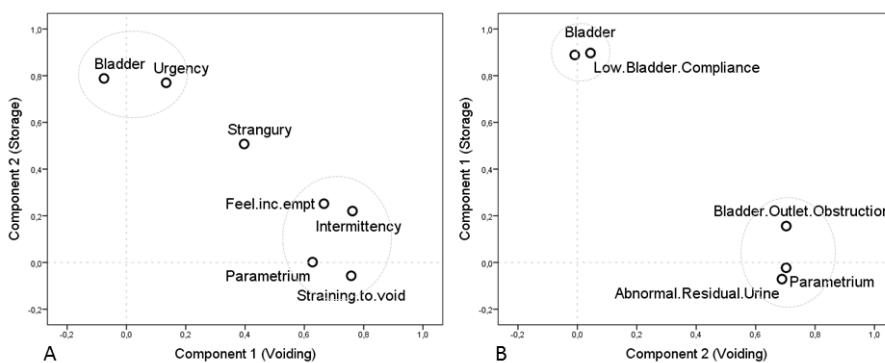 1,0
0,8
0,6
0,4
0,2
0,0
-0,2
Component 2 (Storage)
Bladder
Urgency
Strangury
Feel.inc.empt
Intermittency
Parametrium
Straining.to.void
-0,2
0,0
0,2
0,4
0,6
0,8
1,0
A
Component 1 (Voiding)
1,0
0,8
0,6
0,4
0,2
0,0
-0,2
Component 1 (Storage)
Bladder
Low.Bladder.Compliance
Bladder.Outlet.Obstruction
Parametrium
Abnormal.Residual.Urine
-0,2
0,0
0,2
0,4
0,6
0,8
1,0
B
Component 2 (Voiding)